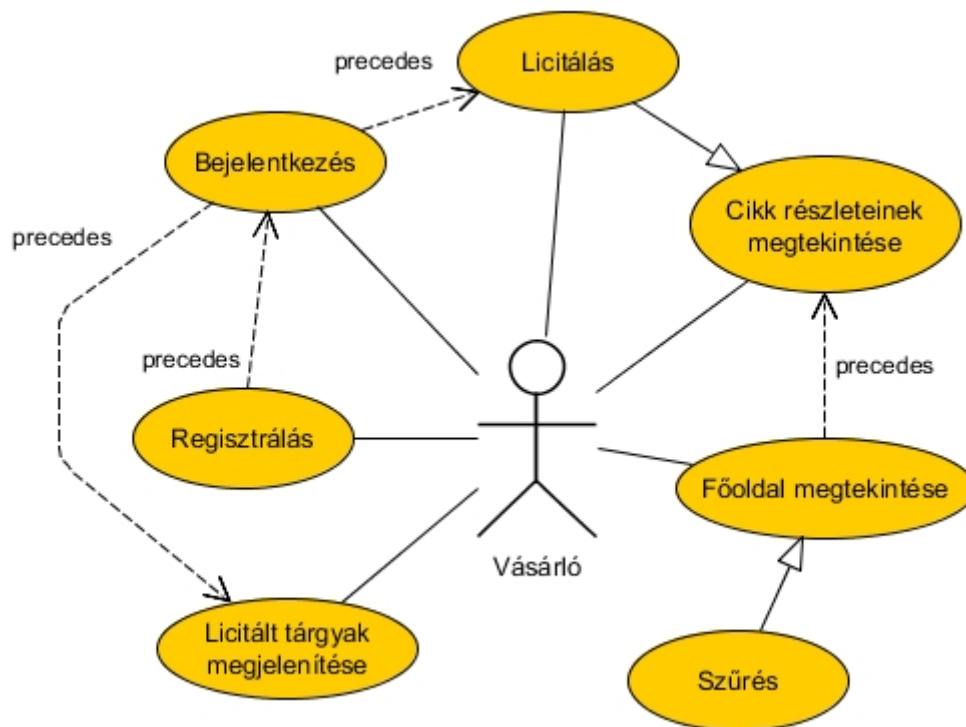 precedes
Licitálás
Bejelentkezés
precedes
Cikk részleteinek
megtekintése
precedes
precedes
Regisztrálás
Főoldal megtekintése
Vásárló
Licitált tárgyak
megjelenítése
Szűrés